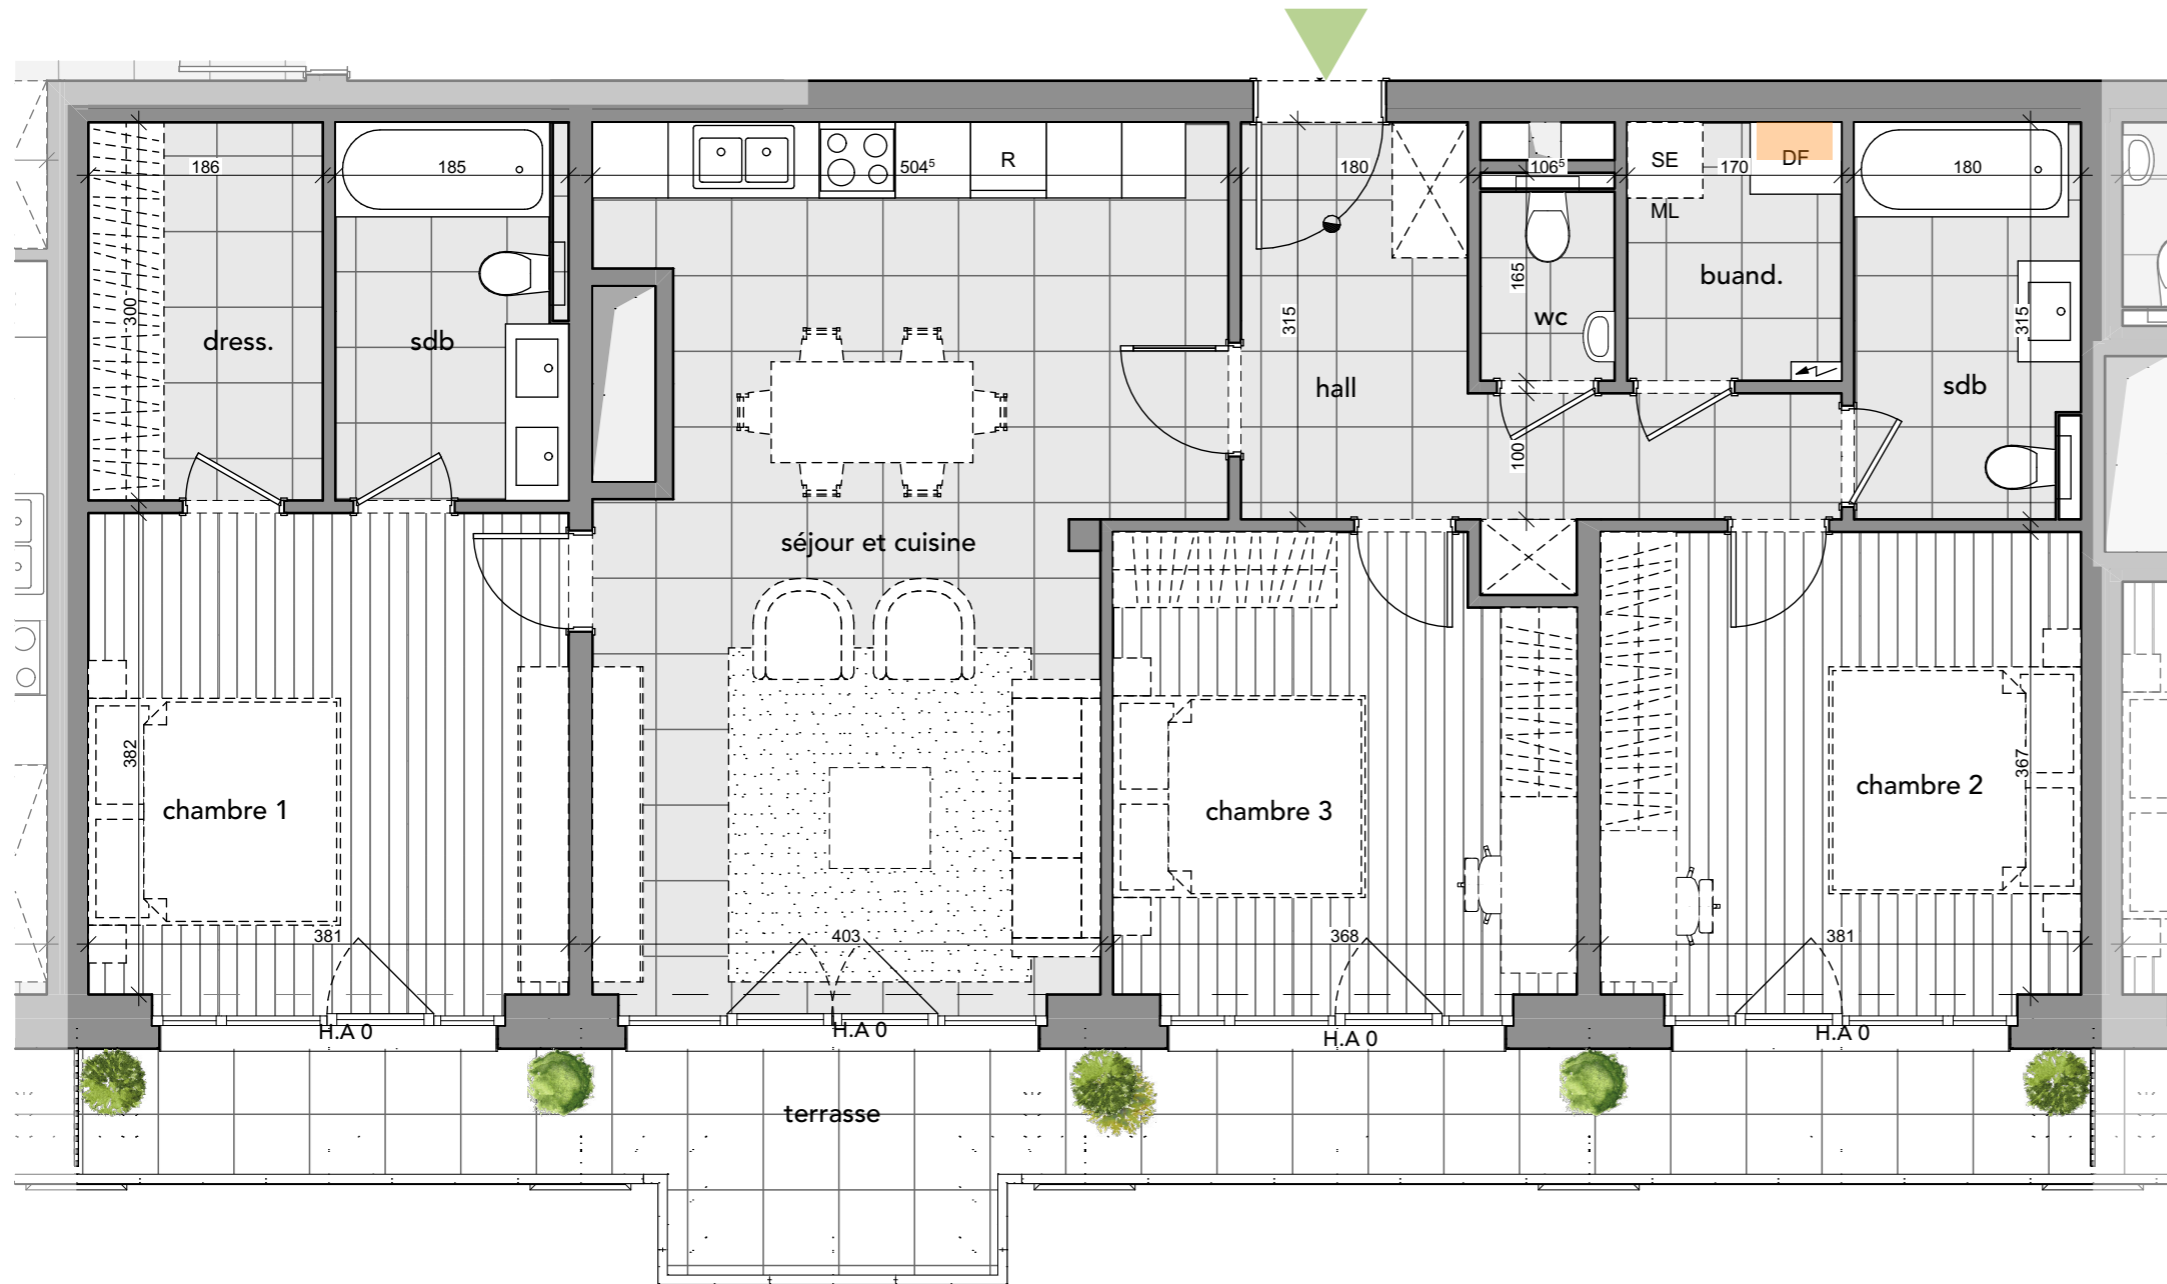 186
185
504⁵
R
180
106⁵
SE
170
DF
180
ML
165
buand.
wc
300
315
315
dress.
sdb
hall
sdb
100
séjour et cuisine
382
367
chambre 1
chambre 3
chambre 2
381
403
368
381
H.A 0
H.A 0
H.A 0
H.A 0
terrasse